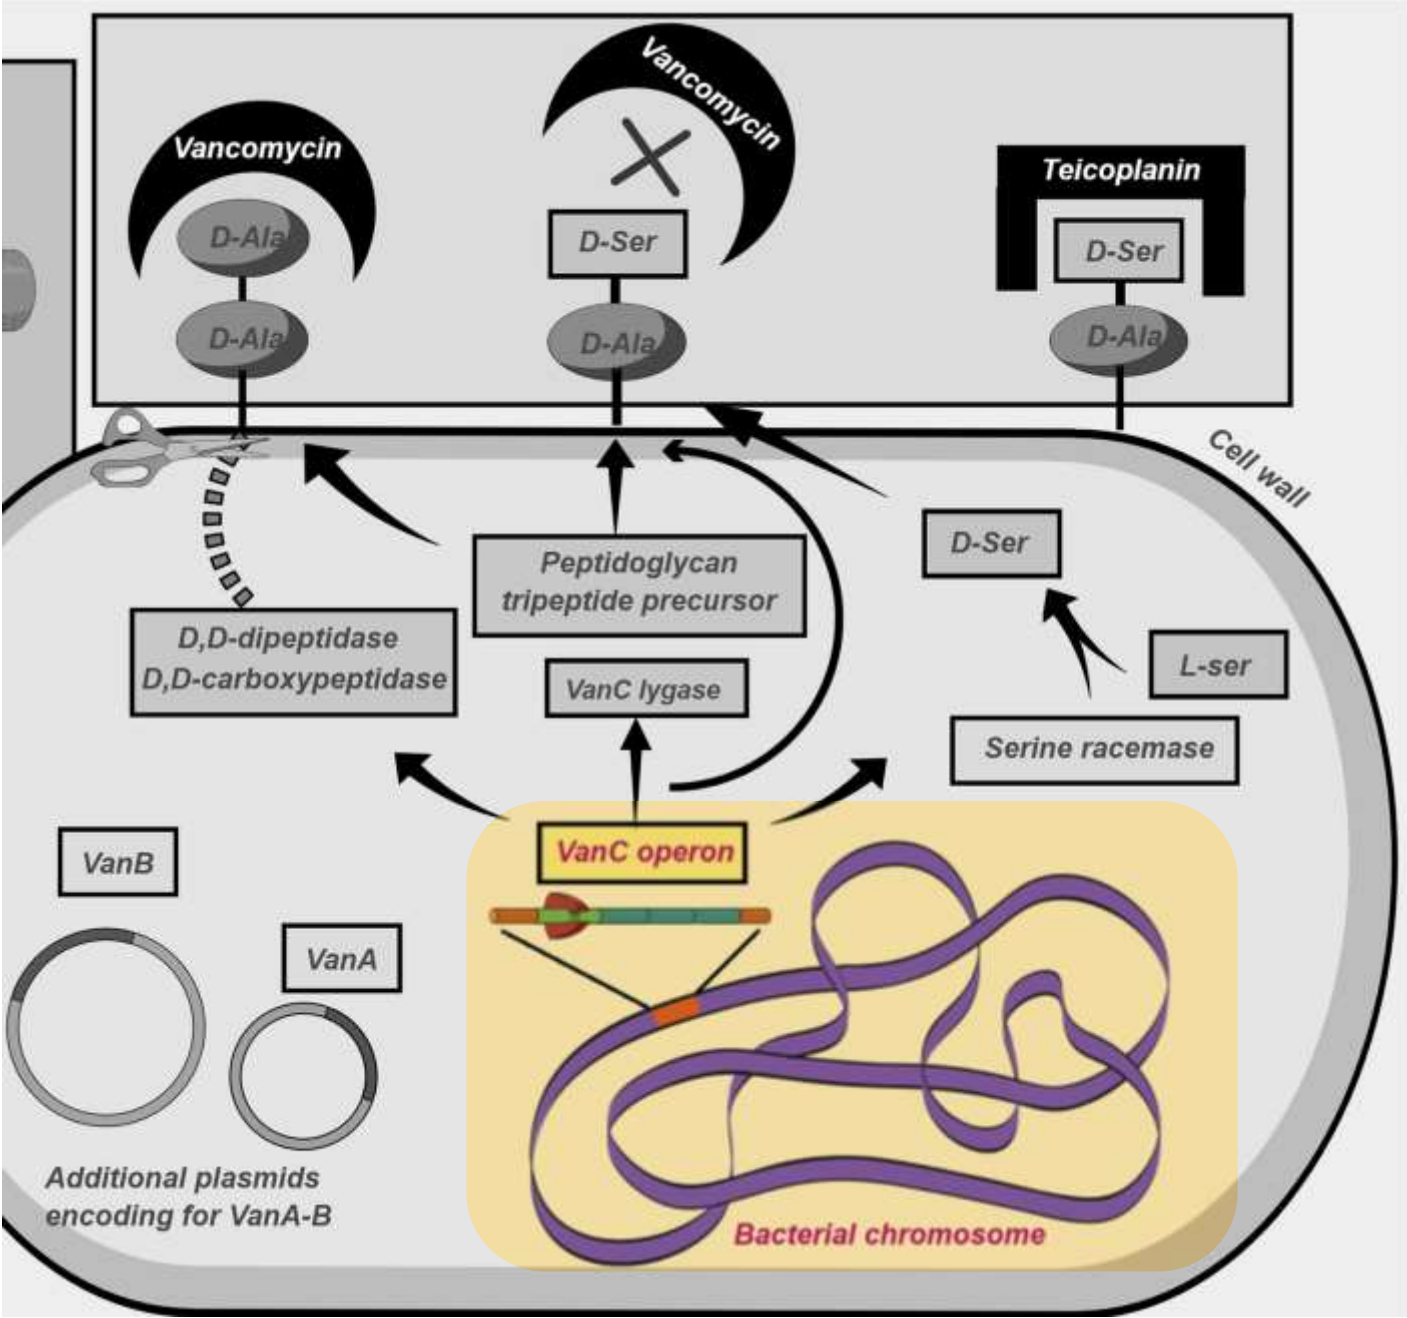 Vancomycin
D-Ala
D-Ala
Vancomycin
D-Ser
D-Ala
Teicoplanin
D-Ser
D-Ala
Cell wall
Peptidoglycan
tripeptide precursor
D-Ser
D,D-dipeptidase
D,D-carboxypeptidase
VanC lygase
L-ser
Serine racemase
VanC operon
VanB
VanA
Additional plasmids
encoding for VanA-B
Bacterial chromosome